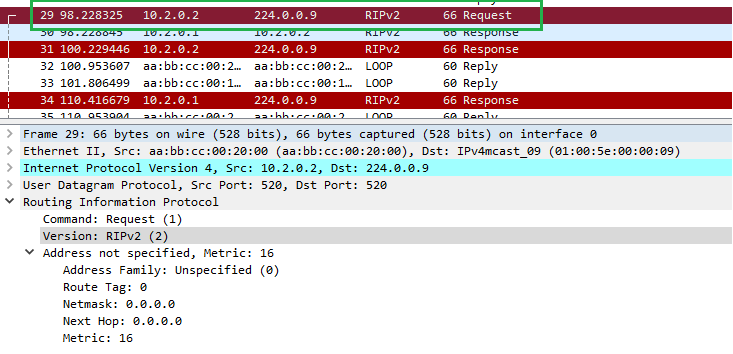 29 98.228325 10.2.0.2 224.0.0.9 RIPv2 66 Request
30 98.228845 10.2.0.1 10.2.0.2 RIPv2 66 Response
31 100.229446 10.2.0.2 224.0.0.9 RIPv2 66 Response
32 100.953607 aa:bb:cc:00:2… aa:bb:cc:00:2… LOOP 60 Reply
33 101.806499 aa:bb:cc:00:1… aa:bb:cc:00:1… LOOP 60 Reply
34 110.416679 10.2.0.1 224.0.0.9 RIPv2 66 Response
35 110.953904 aa:bb:cc:00:2… aa:bb:cc:00:2… LOOP 60 Reply
Frame 29: 66 bytes on wire (528 bits), 66 bytes captured (528 bits) on interface 0
Ethernet II, Src: aa:bb:cc:00:20:00 (aa:bb:cc:00:20:00), Dst: IPv4mcast_09 (01:00:5e:00:00:09)
Internet Protocol Version 4, Src: 10.2.0.2, Dst: 224.0.0.9
User Datagram Protocol, Src Port: 520, Dst Port: 520
Routing Information Protocol
Command: Request (1)
Version: RIPv2 (2)
Address not specified, Metric: 16
Address Family: Unspecified (0)
Route Tag: 0
Netmask: 0.0.0.0
Next Hop: 0.0.0.0
Metric: 16